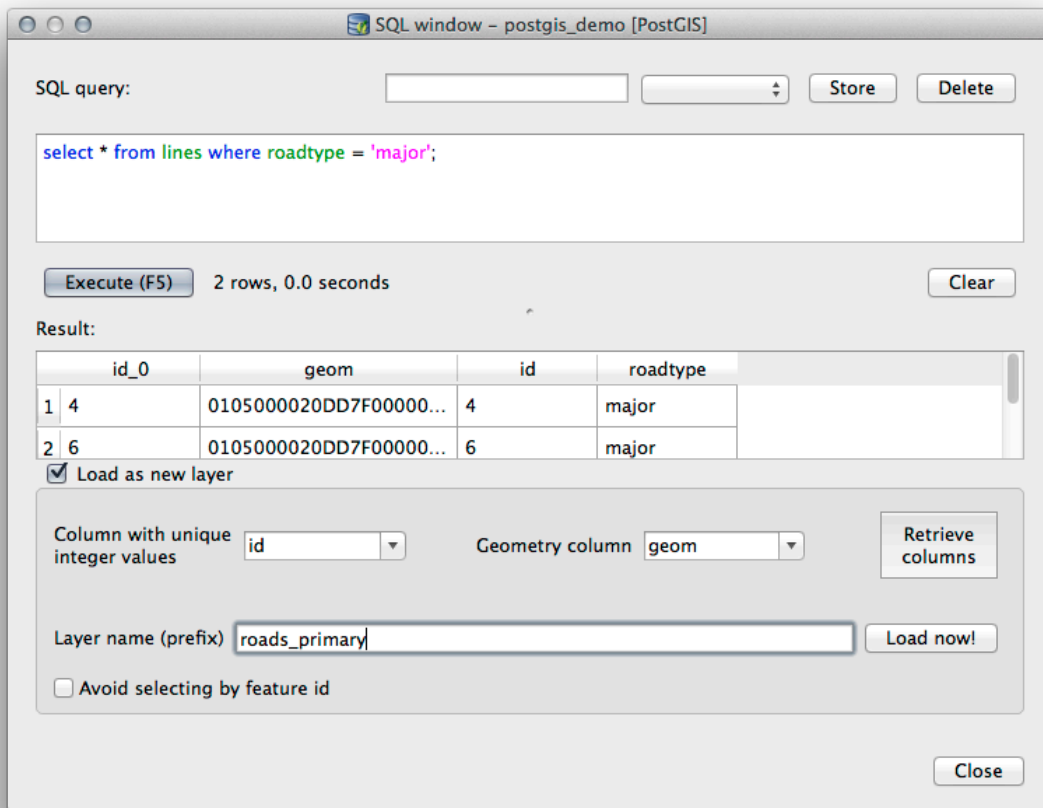 SQL window – postgis_demo [PostGIS]
SQL query:
Store
Delete
select * from lines where roadtype = 'major';
Execute (F5)
2 rows, 0.0 seconds
Clear
Result:
id_0 geom id roadtype
1 4 0105000020DD7F00000... 4 major
2 6 0105000020DD7F00000... 6 major
Load as new layer
Column with unique
integer values
id
Geometry column
geom
Retrieve
columns
Layer name (prefix)
roads_primary
Load now!
Avoid selecting by feature id
Close